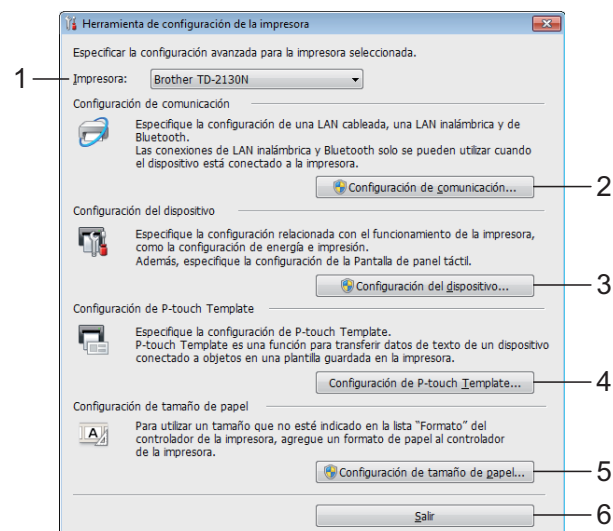 Herramienta de configuración de la impresora
Especificar la configuración avanzada para la impresora seleccionada.
1
Impresora: Brother TD-2130N
Configuración de comunicación
Especifique la configuración de una LAN cableada, una LAN inalámbrica y de
Bluetooth.
Las conexiones de LAN inalámbrica y Bluetooth solo se pueden utilizar cuando
el dispositivo está conectado a la impresora.
Configuración de comunicación... 2
Configuración del dispositivo
Especifique la configuración relacionada con el funcionamiento de la impresora,
como la configuración de energía e impresión.
Además, especifique la configuración de la Pantalla de panel táctil.
Configuración del dispositivo... 3
Configuración de P-touch Template
Especifique la configuración de P-touch Template.
P-touch Template es una función para transferir datos de texto de un dispositivo
conectado a objetos en una plantilla guardada en la impresora.
Configuración de P-touch Template... 4
Configuración de tamaño de papel
Para utilizar un tamaño que no esté indicado en la lista "Formato" del
controlador de la impresora, agregue un formato de papel al controlador
de la impresora.
Configuración de tamaño de papel... 5
Salir 6